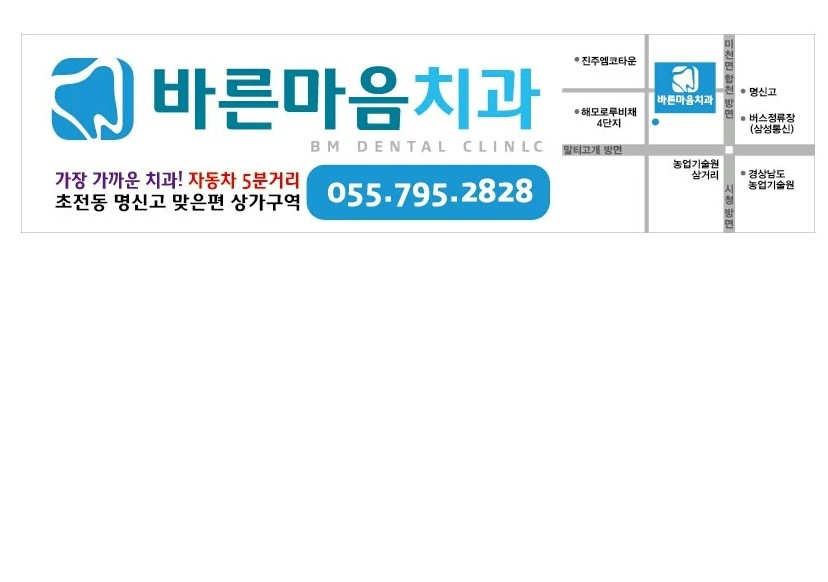 바른마음치과
BM DENTAL CLINLC
가장 가까운 치과! 자동차 5분거리
초전동 명신고 맞은편 상가구역
055.795.2828
진주엠코타운
해모로루비채
4단지
말티고개 방면
바른마음치과
농업기술원
삼거리
미천면 합천 방면
시청 방면
명신고
버스정류장
(삼성통신)
경상남도
농업기술원